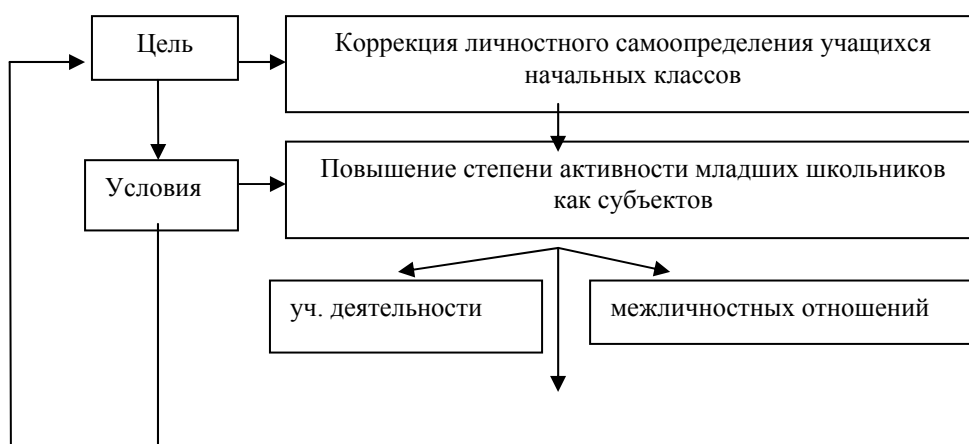 Цель
Коррекция личностного самоопределения учащихся
начальных классов
Условия
Повышение степени активности младших школьников
как субъектов
уч. деятельности
межличностных отношений